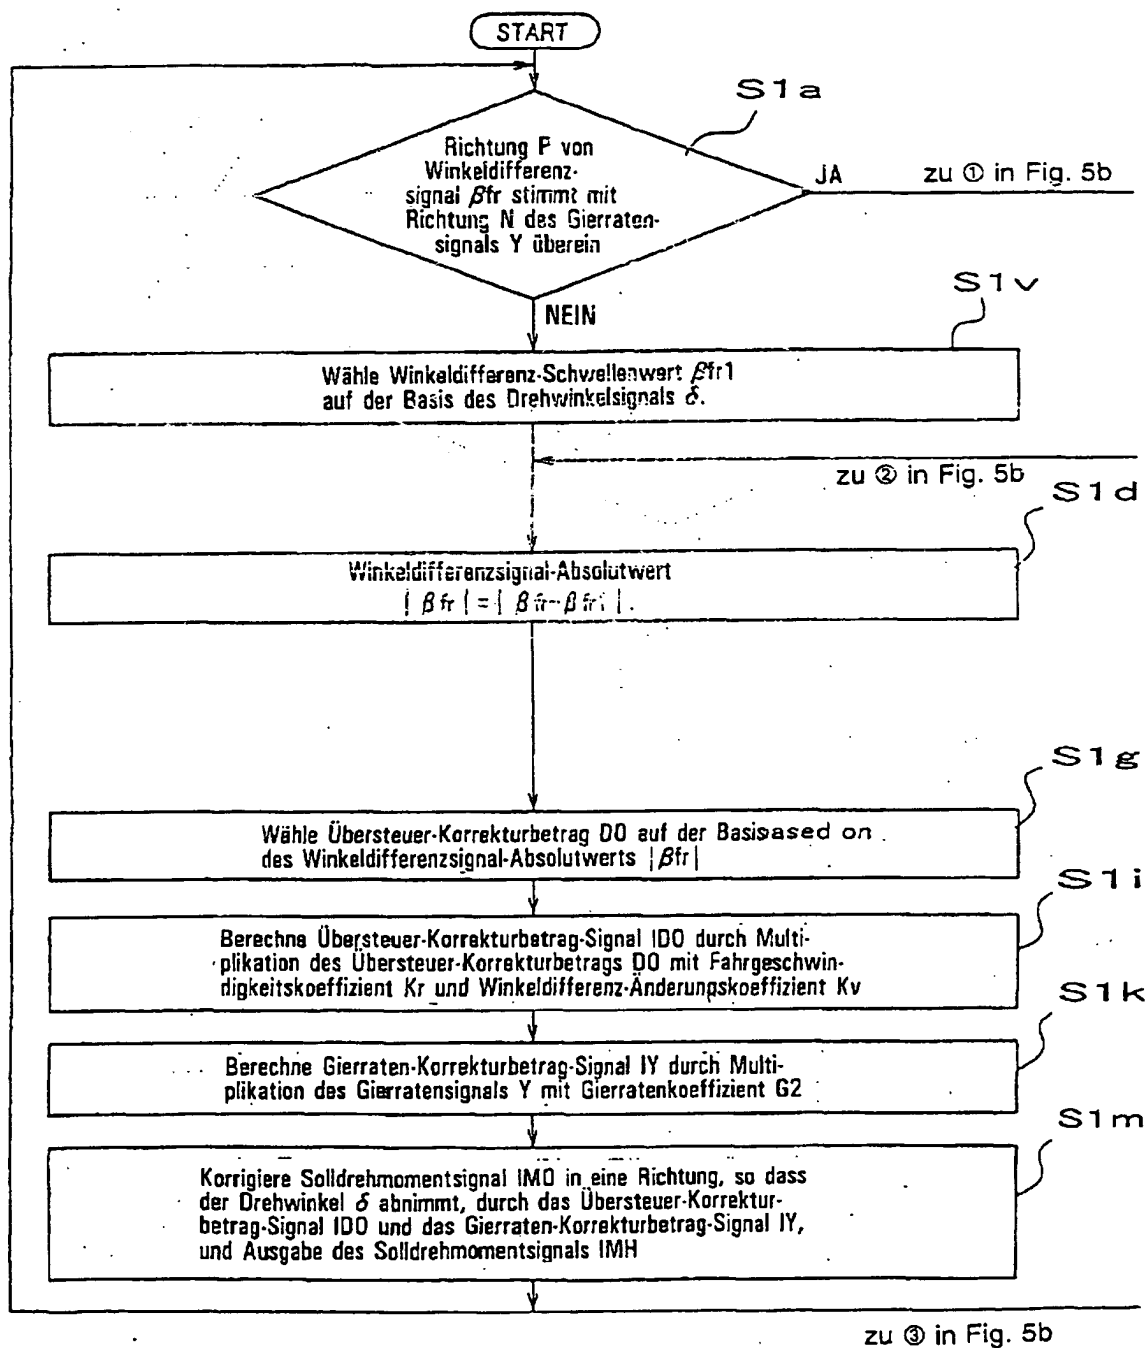 START
S1a
Richtung P von
Winkeldifferenz-
signal βfr stimmt mit
Richtung N des Gierraten-
signals Y überein
JA
zu ① in Fig. 5b
NEIN
S1v
Wähle Winkeldifferenz-Schwellenwert βfr1
auf der Basis des Drehwinkelsignals δ.
zu ② in Fig. 5b
S1d
Winkeldifferenzsignal-Absolutwert
| βfr | = | βfr-βfr1 | .
S1g
Wähle Übersteuer-Korrekturbetrag DO auf der Basisased on
des Winkeldifferenzsignal-Absolutwerts |βfr|
S1i
Berechne Übersteuer-Korrekturbetrag-Signal IDO durch Multi-
plikation des Übersteuer-Korrekturbetrags DO mit Fahrgeschwin-
digkeitskoeffizient Kr und Winkeldifferenz-Änderungskoeffizient Kv
S1k
Berechne Gierraten-Korrekturbetrag-Signal IY durch Multi-
plikation des Gierratensignals Y mit Gierratenkoeffizient G2
S1m
Korrigiere Solldrehmomentsignal IMO in eine Richtung, so dass
der Drehwinkel δ abnimmt, durch das Übersteuer-Korrektur-
betrag-Signal IDO und das Gierraten-Korrekturbetrag-Signal IY,
und Ausgabe des Solldrehmomentsignals IMH
zu ③ in Fig. 5b